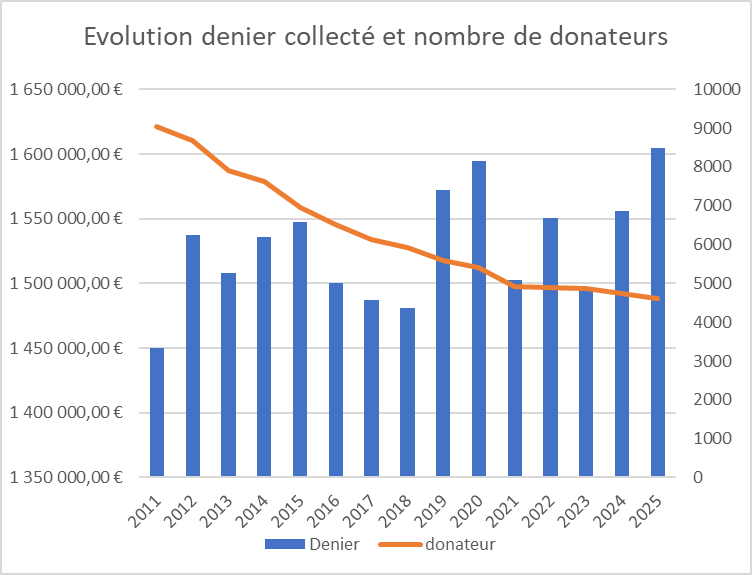 Evolution denier collecté et nombre de donateurs
1 650 000,00 € 10000
9000
1 600 000,00 € 8000
7000
1 550 000,00 € 6000
1 500 000,00 € 5000
4000
1 450 000,00 € 3000
1 400 000,00 € 2000
1000
1 350 000,00 € 0
2011 2012 2013 2014 2015 2016 2017 2018 2019 2020 2021 2022 2023 2024 2025
Denier donateur